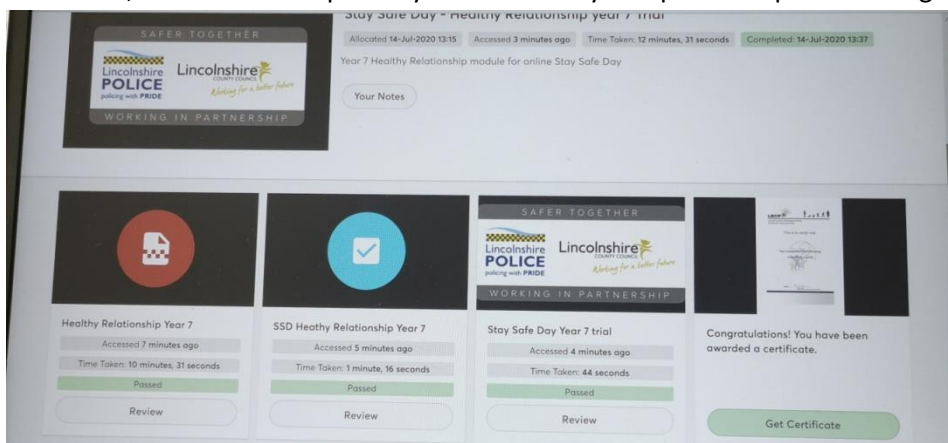 Stay Safe Day - Healthy Relationship year 7 Trial
SAFER TOGETHER
Lincolnshire
POLICE
policing with PRIDE
Lincolnshire
COUNTY COUNCIL
Working for a better future
WORKING IN PARTNERSHIP
Allocated 14-Jul-2020 13:15 Accessed 3 minutes ago Time Taken: 12 minutes, 31 seconds Completed: 14-Jul-2020 13:37
Year 7 Healthy Relationship module for online Stay Safe Day
Your Notes
Healthy Relationship Year 7
Accessed 7 minutes ago
Time Taken: 10 minutes, 31 seconds
Passed
Review
SSD Heathy Relationship Year 7
Accessed 5 minutes ago
Time Taken: 1 minute, 16 seconds
Passed
Review
SAFER TOGETHER
Lincolnshire
POLICE
policing with PRIDE
Lincolnshire
COUNTY COUNCIL
Working for a better future
WORKING IN PARTNERSHIP
Stay Safe Day Year 7 trial
Accessed 4 minutes ago
Time Taken: 44 seconds
Passed
Review
Congratulations! You have been
awarded a certificate.
Get Certificate